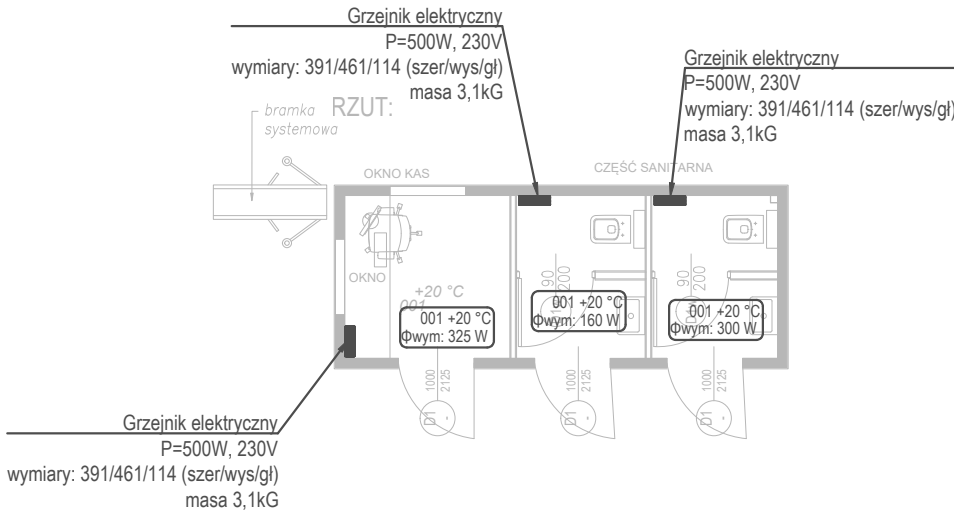 Grzejnik elektryczny
P=500W, 230V
wymiary: 391/461/114 (szer/wys/gł)
masa 3,1kG
Grzejnik elektryczny
P=500W, 230V
wymiary: 391/461/114 (szer/wys/gł)
masa 3,1kG
bramka
systemowa
RZUT:
OKNO KAS
CZĘŚĆ SANITARNA
OKNO
+20 °C
001
90
200
90
200
001 +20 °C
Φwym: 325 W
001 +20 °C
Φwym: 160 W
001 +20 °C
Φwym: 300 W
1000
2125
D1
1000
2125
D1
1000
2125
D1
Grzejnik elektryczny
P=500W, 230V
wymiary: 391/461/114 (szer/wys/gł)
masa 3,1kG